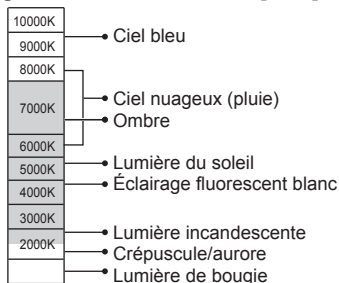 10000K
9000K
Ciel bleu
8000K
7000K
Ciel nuageux (pluie)
Ombre
6000K
5000K
Lumière du soleil
4000K
Éclairage fluorescent blanc
3000K
2000K
Lumière incandescente
Crépuscule/aurore
Lumière de bougie